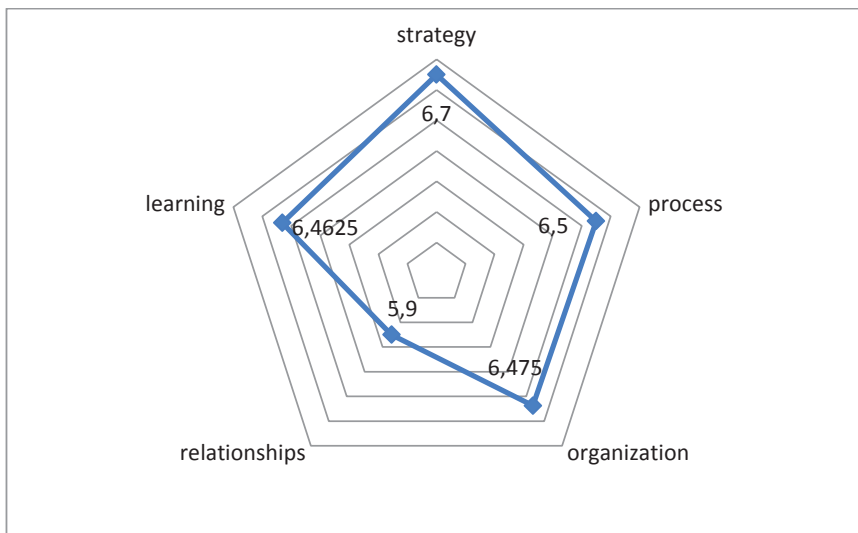 strategy
6,7
process
6,5
learning
6,4625
5,9
6,475
relationships
organization